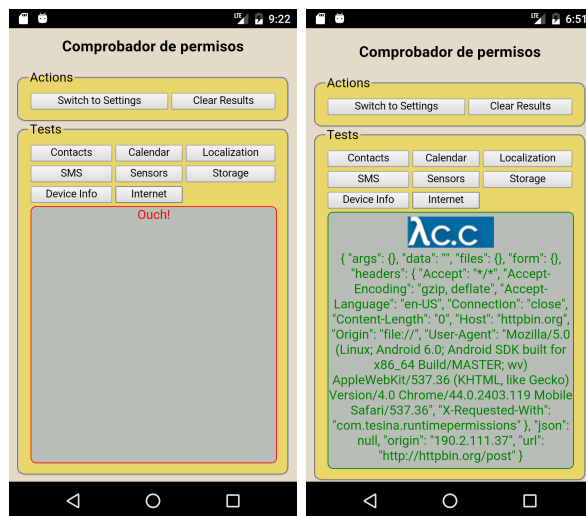 LTE 9:22
Comprobador de permisos
Actions
Switch to Settings Clear Results
Tests
Contacts Calendar Localization
SMS Sensors Storage
Device Info Internet
Ouch!
LTE 6:51
Comprobador de permisos
Actions
Switch to Settings Clear Results
Tests
Contacts Calendar Localization
SMS Sensors Storage
Device Info Internet
λc.c
{ "args": {}, "data": "", "files": {}, "form": {},
"headers": { "Accept": "*/*", "Accept-
Encoding": "gzip, deflate", "Accept-
Language": "en-US", "Connection": "close",
"Content-Length": "0", "Host": "httpbin.org",
"Origin": "file://", "User-Agent": "Mozilla/5.0
(Linux; Android 6.0; Android SDK built for
x86_64 Build/MASTER; wv)
AppleWebKit/537.36 (KHTML, like Gecko)
Version/4.0 Chrome/44.0.2403.119 Mobile
Safari/537.36", "X-Requested-With":
"com.tesina.runtimepermissions" }, "json":
null, "origin": "190.2.111.37", "url":
"http://httpbin.org/post" }